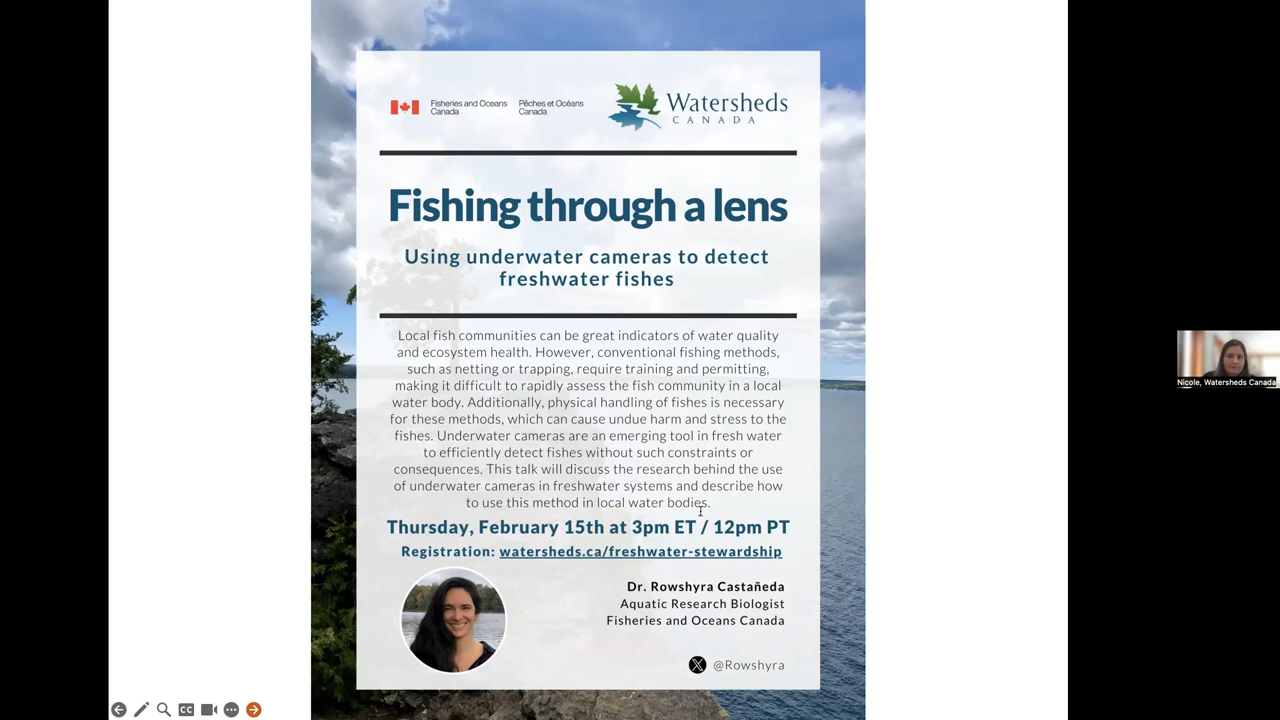 Fisheries and Oceans Canada
Pêches et Océans Canada
Watersheds
CANADA
Fishing through a lens
Using underwater cameras to detect
freshwater fishes
Local fish communities can be great indicators of water quality
and ecosystem health. However, conventional fishing methods,
such as netting or trapping, require training and permitting,
making it difficult to rapidly assess the fish community in a local
water body. Additionally, physical handling of fishes is necessary
for these methods, which can cause undue harm and stress to the
fishes. Underwater cameras are an emerging tool in fresh water
to efficiently detect fishes without such constraints or
consequences. This talk will discuss the research behind the use
of underwater cameras in freshwater systems and describe how
to use this method in local water bodies.
Thursday, February 15th at 3pm ET / 12pm PT
Registration: watersheds.ca/freshwater-stewardship
Dr. Rowshyra Castañeda
Aquatic Research Biologist
Fisheries and Oceans Canada
@Rowshyra
Nicole, Watersheds Canada
CC